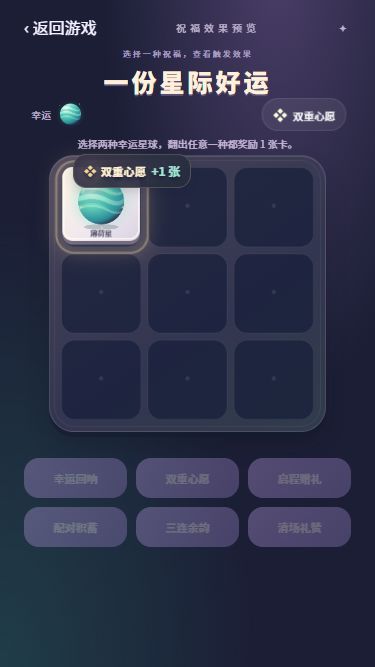 ‹ 返回游戏
祝福效果预览
选择一种祝福，查看触发效果
一份星际好运
幸运
双重心愿
选择两种幸运星球，翻出任意一种都奖励 1 张卡。
双重心愿 +1 张
薄荷星
幸运回响
双重心愿
启程赠礼
配对积蓄
三连余韵
清场礼赞